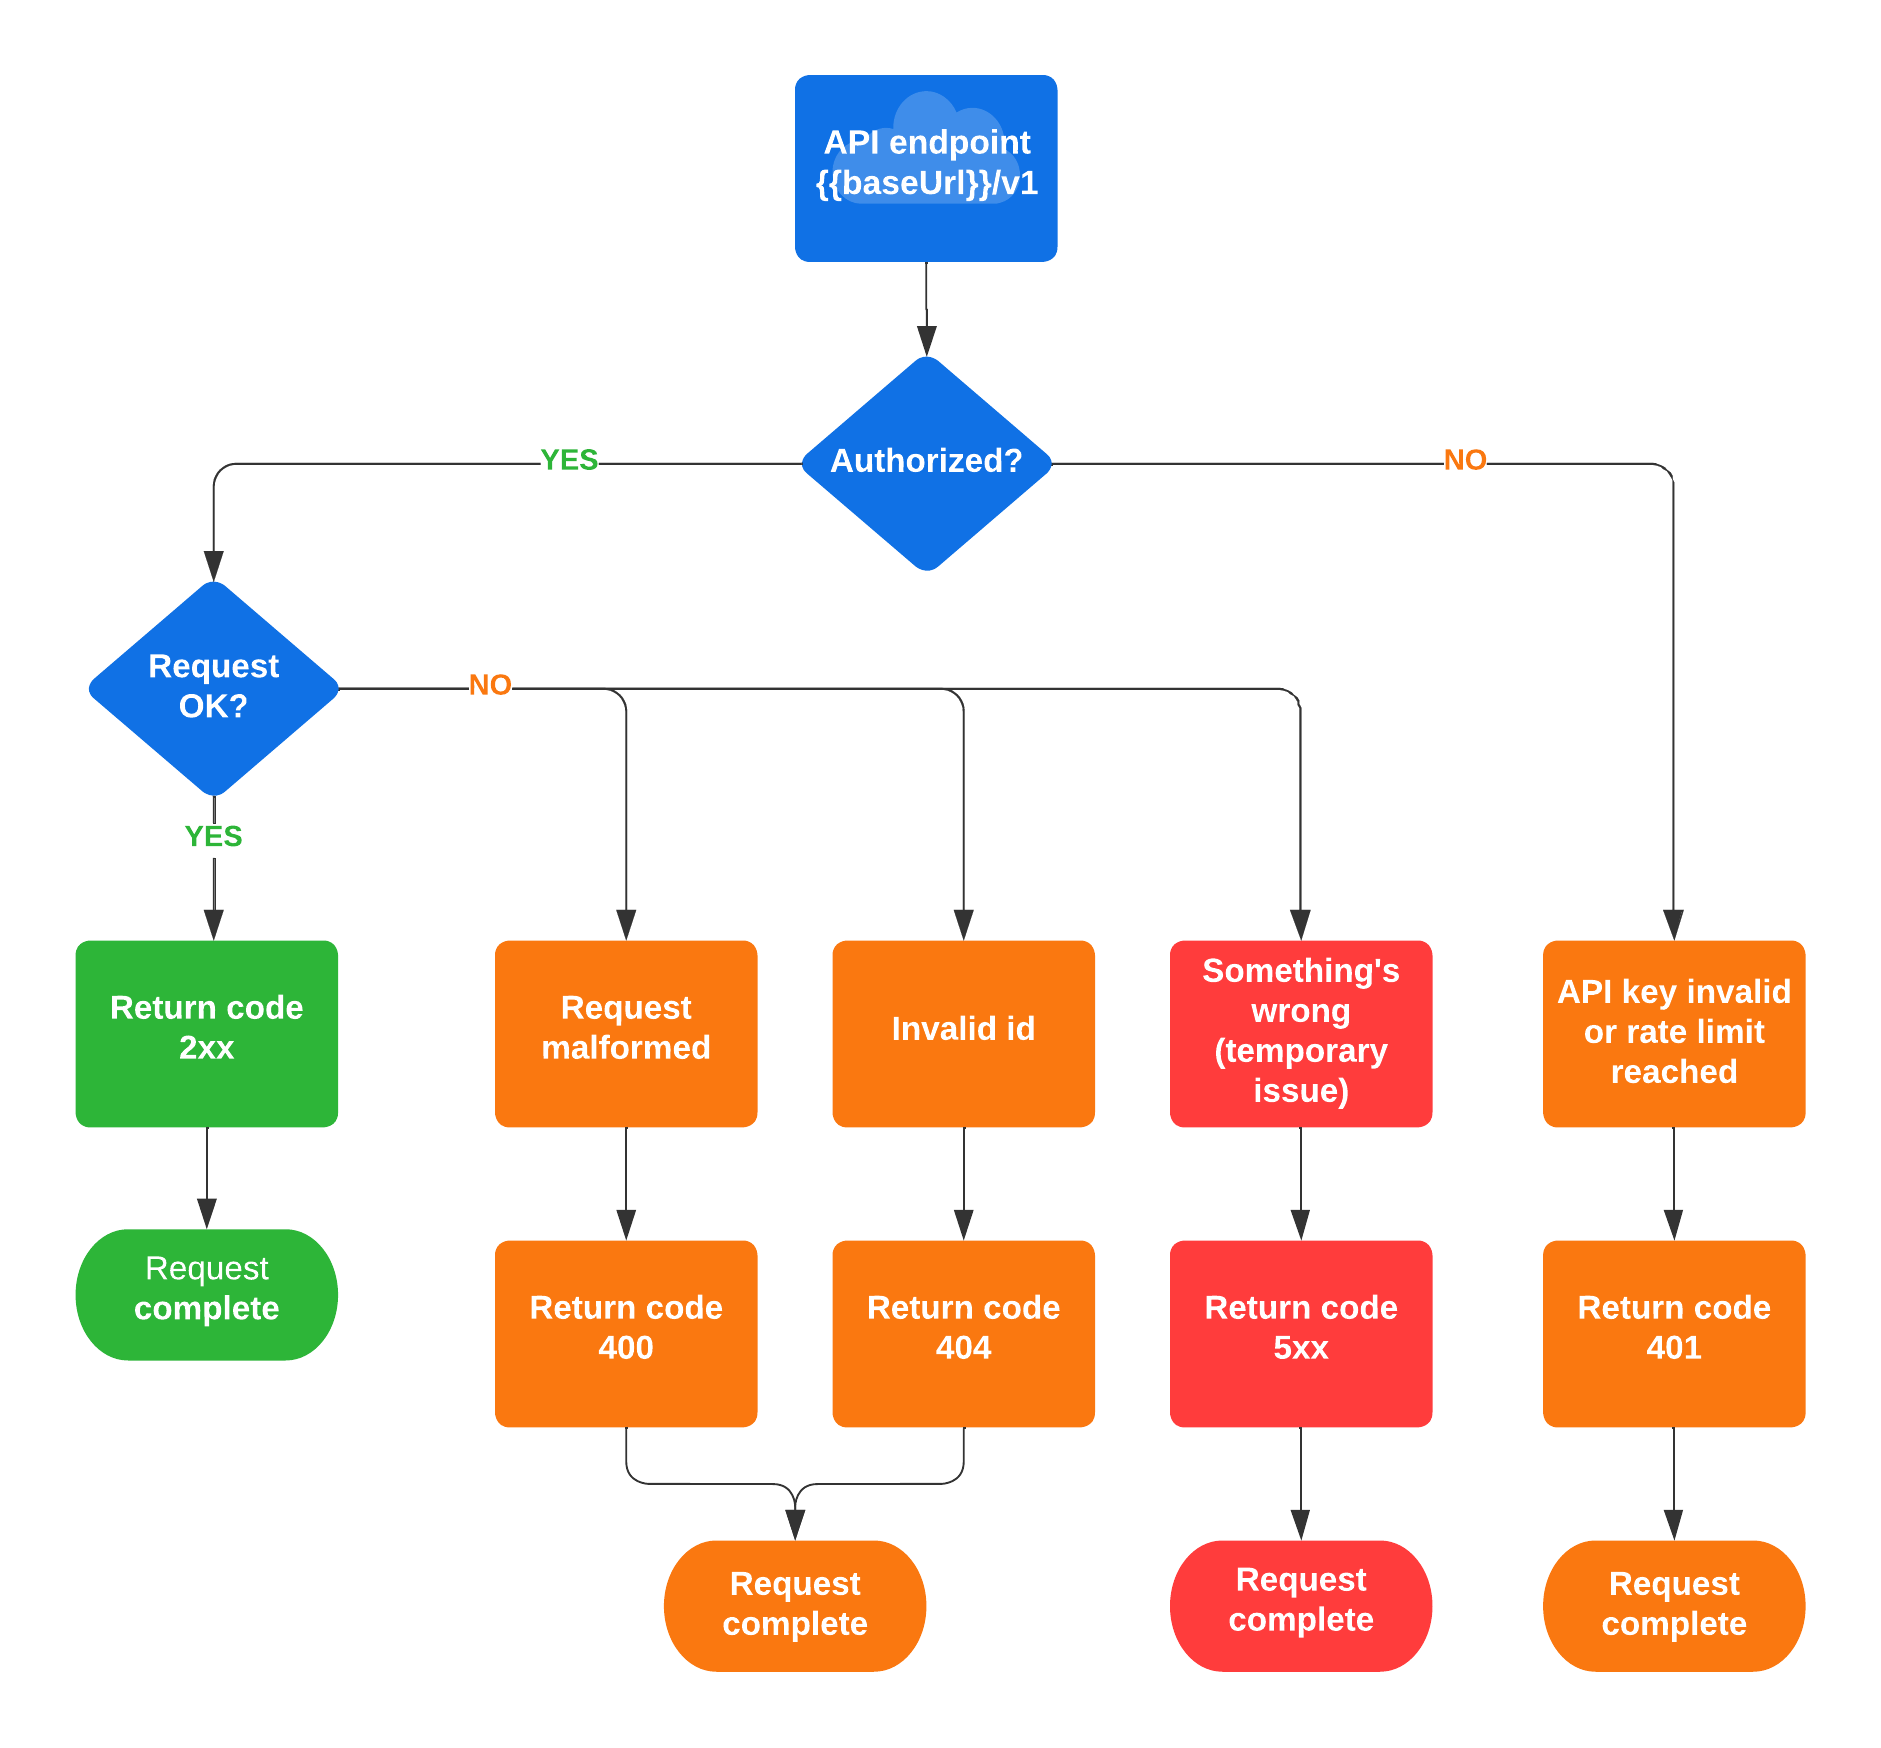 API endpoint
{{baseUrl}}/v1
Authorized?
YES
NO
Request
OK?
NO
YES
Return code
2xx
Request
malformed
Invalid id
Something's
wrong
(temporary
issue)
API key invalid
or rate limit
reached
Request
complete
Return code
400
Return code
404
Return code
5xx
Return code
401
Request
complete
Request
complete
Request
complete